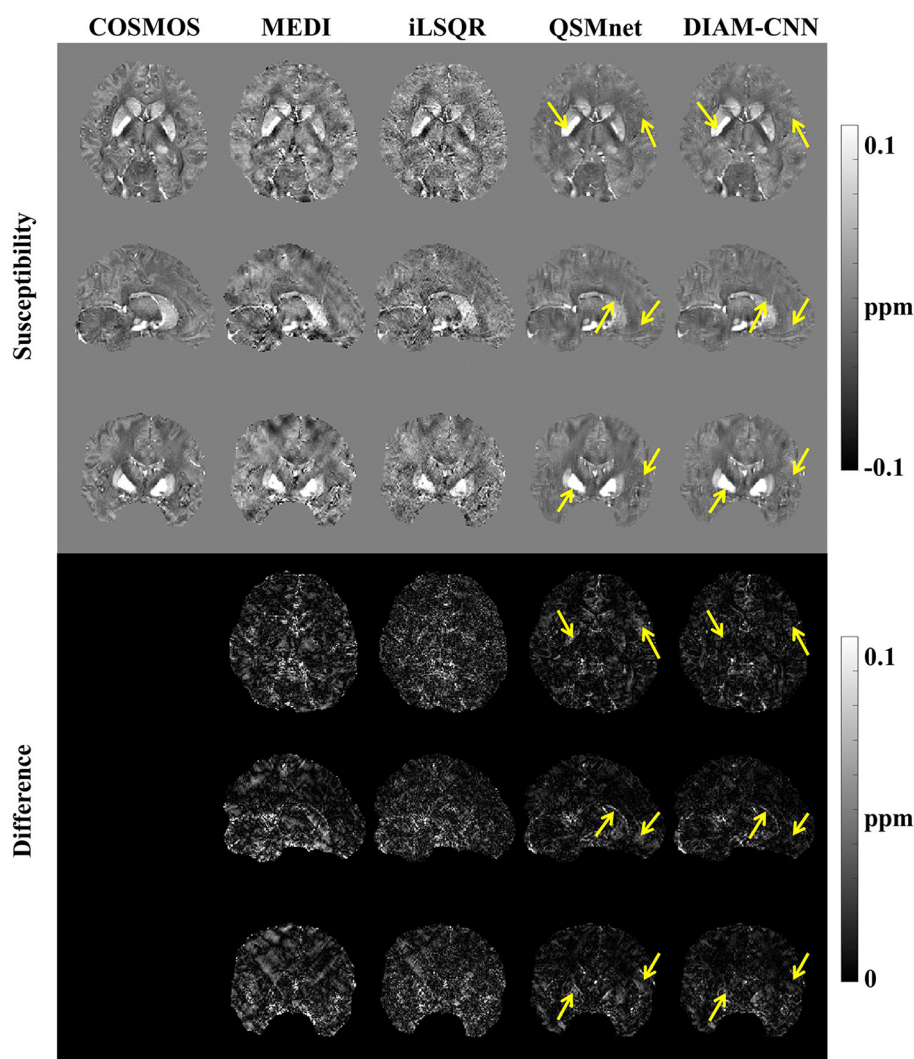 COSMOS MEDI iLSQR QSMnet DIAM-CNN
Susceptibility
0.1
ppm
-0.1
Difference
0.1
ppm
0